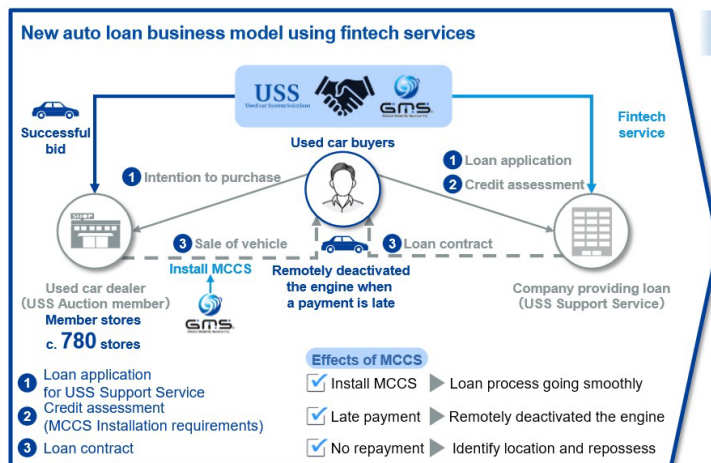 New auto loan business model using fintech services
USS
Used car System Solutions
GMS
Global Mobility Service Inc.
Successful
bid
Used car buyers
Fintech
service
1 Intention to purchase
1 Loan application
2 Credit assessment
SHOP
3 Sale of vehicle
3 Loan contract
Install MCCS
Remotely deactivated
the engine when
a payment is late
Used car dealer
(USS Auction member)
Member stores
c. 780 stores
GMS
Company providing loan
(USS Support Service)
1 Loan application
for USS Support Service
2 Credit assessment
(MCCS Installation requirements)
3 Loan contract
Effects of MCCS
Install MCCS Loan process going smoothly
Late payment Remotely deactivated the engine
No repayment Identify location and repossess